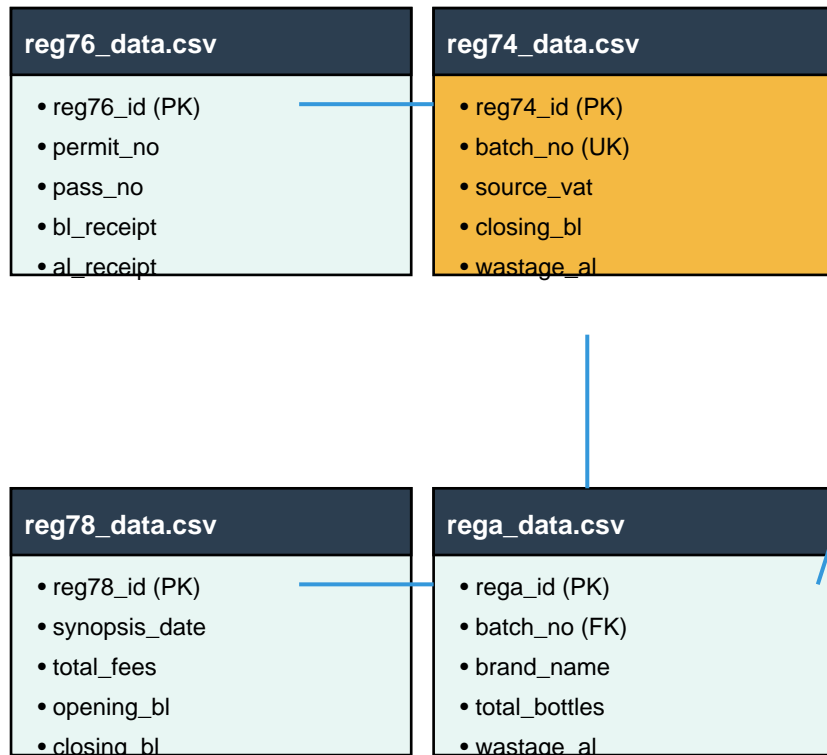 reg76_data.csv
• reg76_id (PK)
• permit_no
• pass_no
• bl_receipt
• al_receipt
reg74_data.csv
• reg74_id (PK)
• batch_no (UK)
• source_vat
• closing_bl
• wastage_al
reg78_data.csv
• reg78_id (PK)
• synopsis_date
• total_fees
• opening_bl
• closing_bl
rega_data.csv
• rega_id (PK)
• batch_no (FK)
• brand_name
• total_bottles
• wastage_al